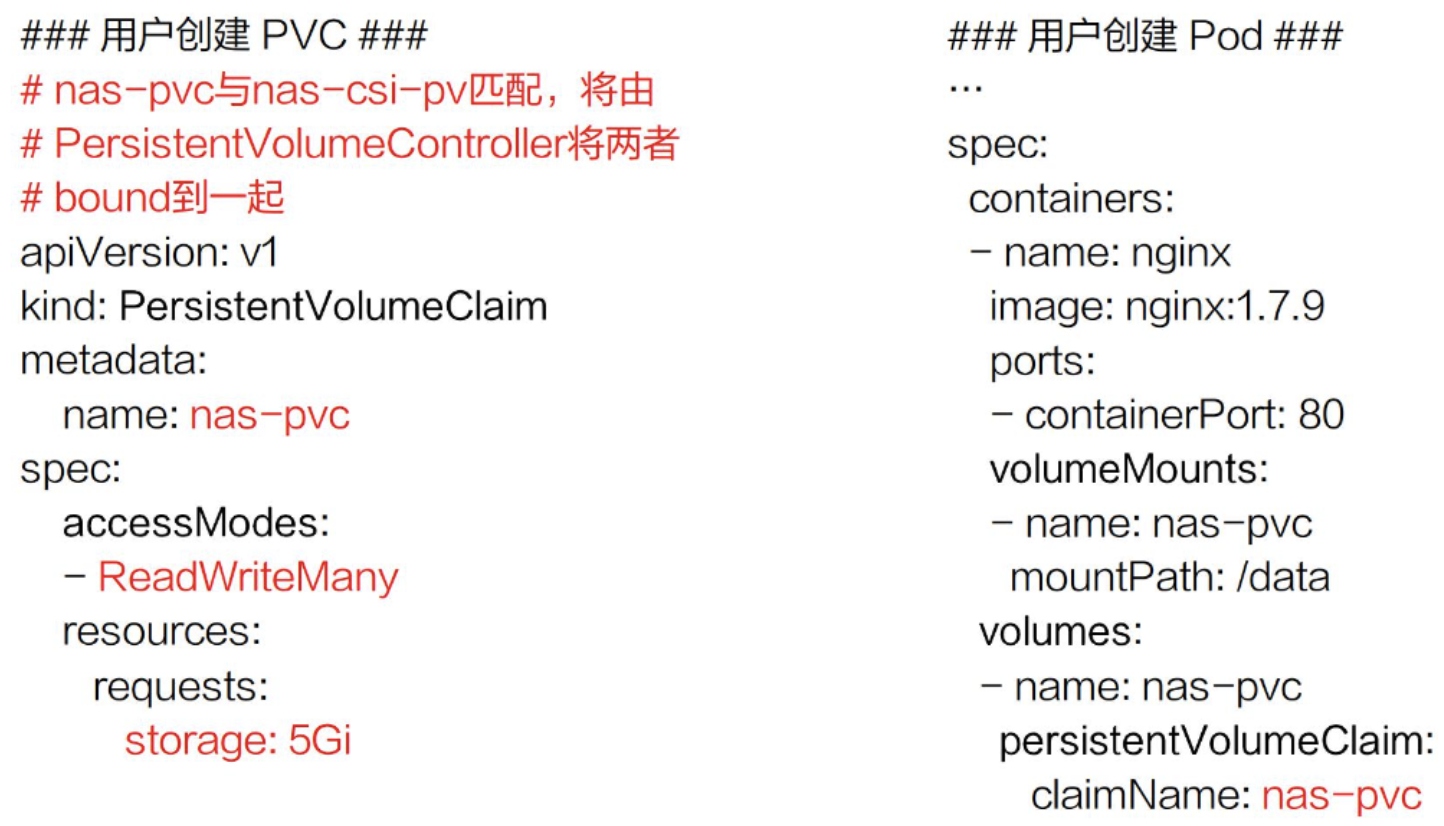 ### 用户创建 PVC ###
# nas-pvc与nas-csi-pv匹配，将由
# PersistentVolumeController将两者
# bound到一起
apiVersion: v1
kind: PersistentVolumeClaim
metadata:
name: nas-pvc
spec:
accessModes:
- ReadWriteMany
resources:
requests:
storage: 5Gi
### 用户创建 Pod ###
...
spec:
containers:
- name: nginx
image: nginx:1.7.9
ports:
- containerPort: 80
volumeMounts:
- name: nas-pvc
mountPath: /data
volumes:
- name: nas-pvc
persistentVolumeClaim:
claimName: nas-pvc